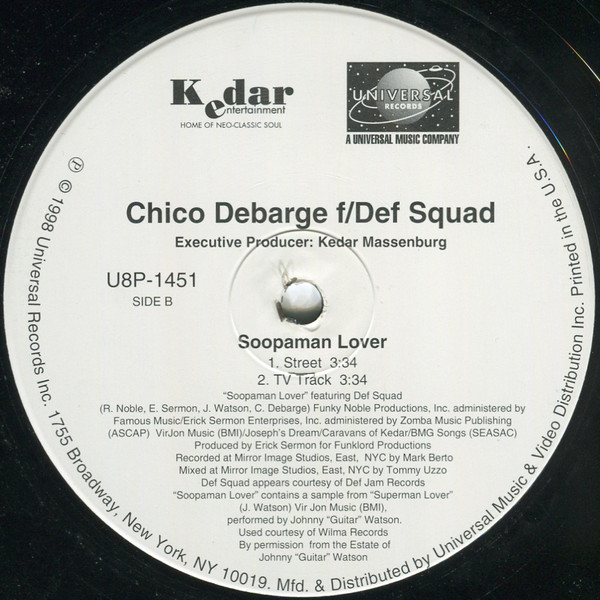 Kedar
Entertainment
HOME OF NEO-CLASSIC SOUL
UNIVERSAL
RECORDS
A UNIVERSAL MUSIC COMPANY
Chico Debarge f/Def Squad
Executive Producer: Kedar Massenburg
U8P-1451
SIDE B
Soopaman Lover
1. Street 3:34
2. TV Track 3:34
“Soopaman Lover” featuring Def Squad
(R. Noble, E. Sermon, J. Watson, C. Debarge) Funky Noble Productions, Inc. administered by
Famous Music/Erick Sermon Enterprises, Inc. administered by Zomba Music Publishing
(ASCAP) VirJon Music (BMI)/Joseph's Dream/Caravans of Kedar/BMG Songs (SEASAC)
Produced by Erick Sermon for Funklord Productions
Recorded at Mirror Image Studios, East, NYC by Mark Berto
Mixed at Mirror Image Studios, East, NYC by Tommy Uzzo
Def Squad appears courtesy of Def Jam Records
“Soopaman Lover” contains a sample from “Superman Lover”
(J. Watson) Vir Jon Music (BMI),
performed by Johnny “Guitar” Watson.
Used courtesy of Wilma Records
By permission from the Estate of
Johnny “Guitar” Watson
℗ © 1998 Universal Records Inc. 1755 Broadway, New York, NY 10019. Mfd. & Distributed by Universal Music & Video Distribution Inc. Printed in the U.S.A.